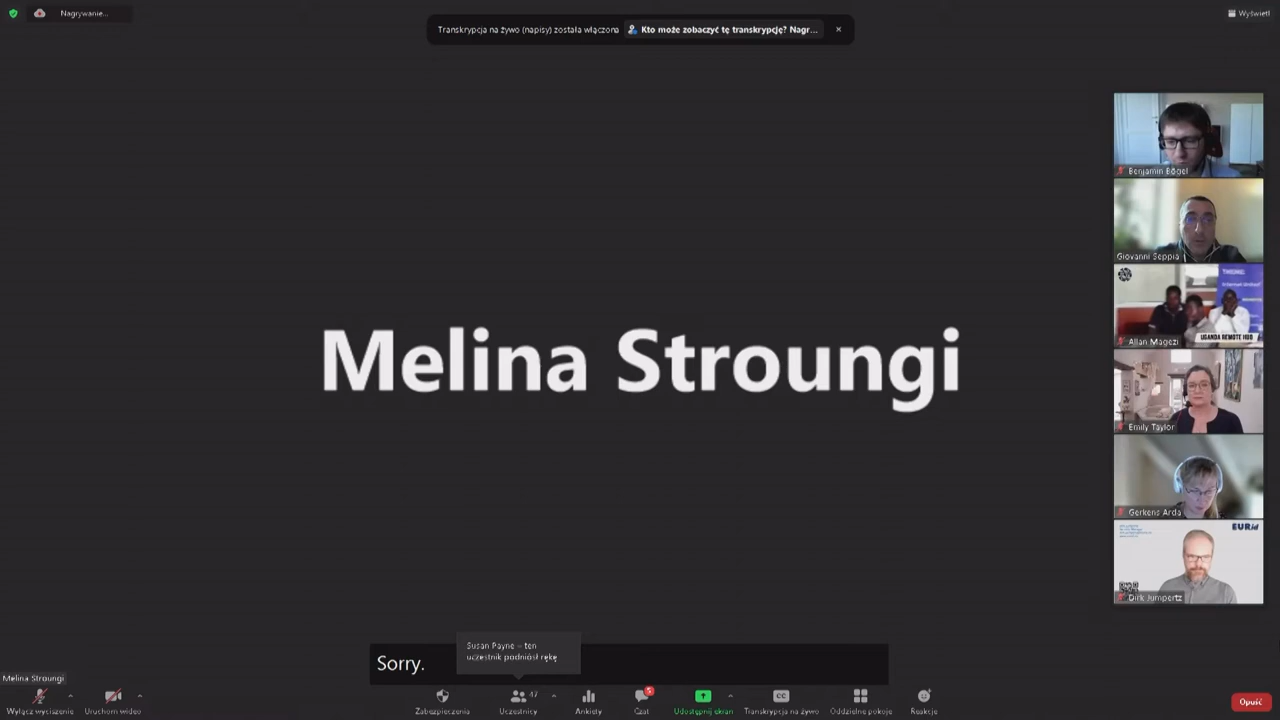 Nagrywanie...
Transkrypcja na żywo (napisy) została włączona
Kto może zobaczyć tę transkrypcję? Nagr...
Wyświetl
Benjamin Bögel
Giovanni Seppia
UGANDA REMOTE HUB
Allan Magezi
Melina Stroungi
Emily Taylor
Gerkens Arda
EURid
Dirk Jumpertz
Susan Payne – ten
uczestnik podniósł rękę
Sorry.
Melina Stroungi
47
5
CC
Wyłącz wyciszenie
Uruchom wideo
Zabezpieczenia
Uczestnicy
Ankiety
Czat
Udostępnij ekran
Transkrypcja na żywo
Oddzielne pokoje
Reakcje
Opuść